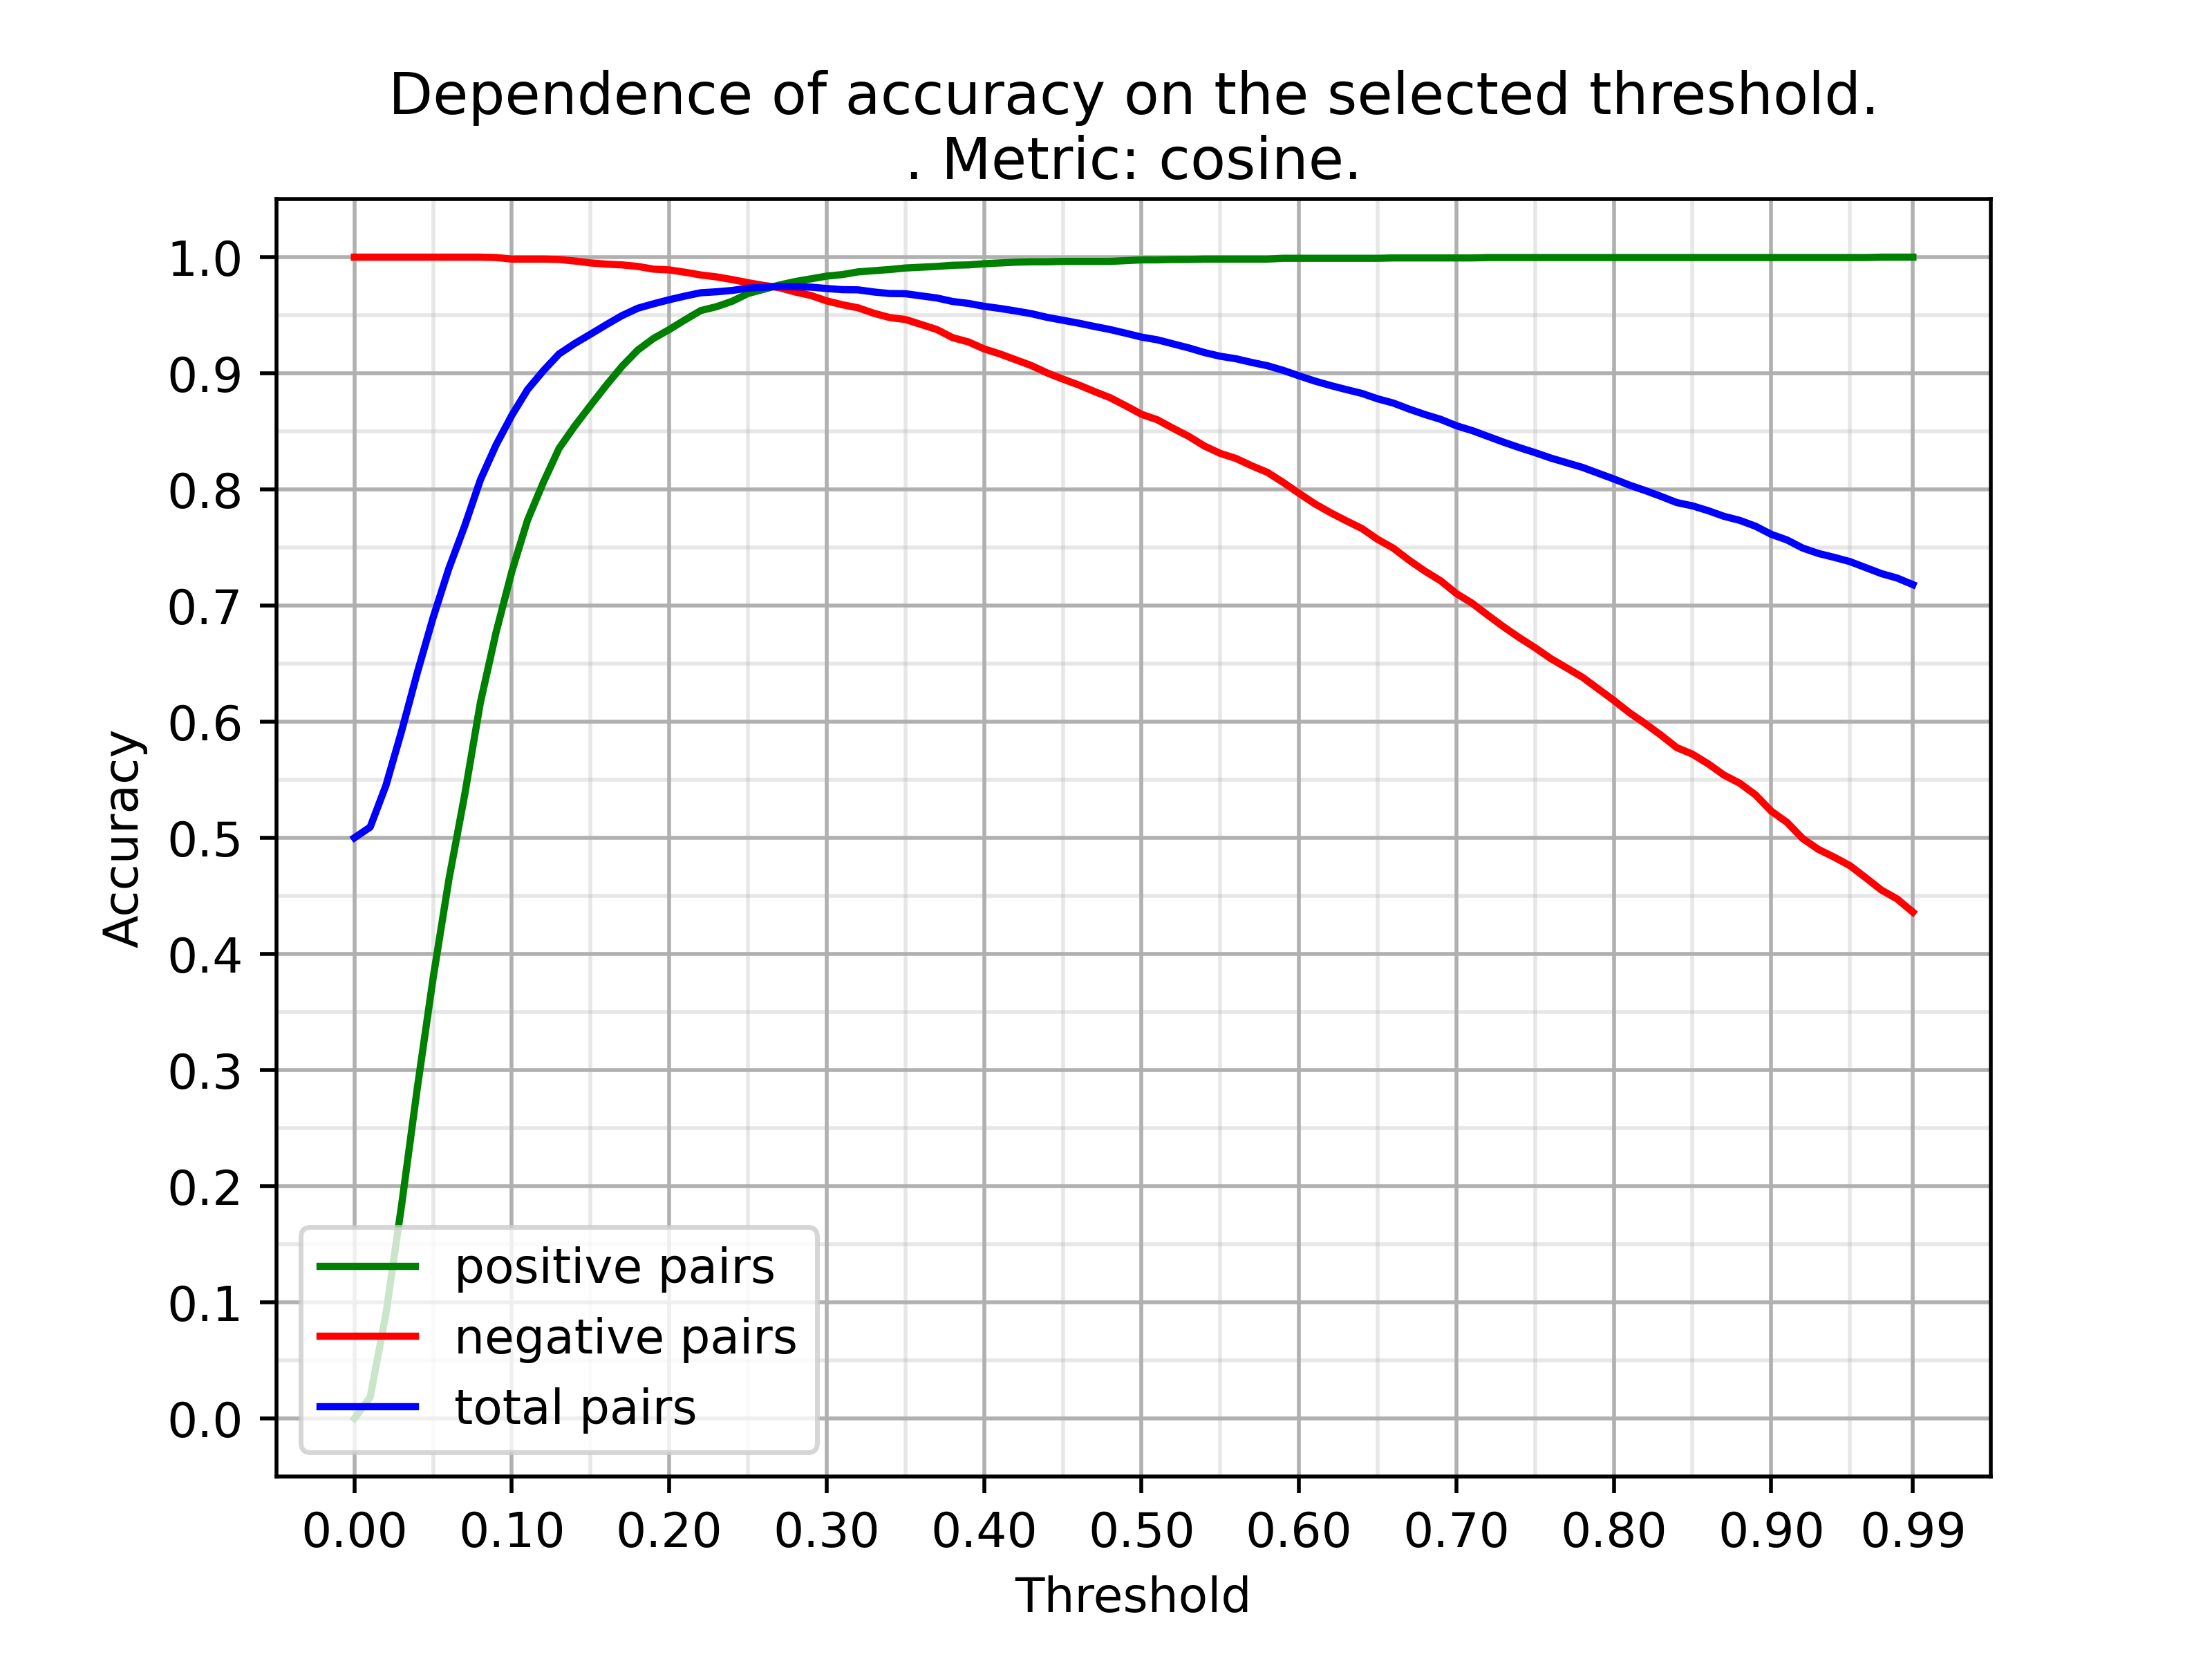 Dependence of accuracy on the selected threshold.
. Metric: cosine.
Accuracy
1.0
0.9
0.8
0.7
0.6
0.5
0.4
0.3
0.2
0.1
0.0
positive pairs
negative pairs
total pairs
0.00 0.10 0.20 0.30 0.40 0.50 0.60 0.70 0.80 0.90 0.99
Threshold